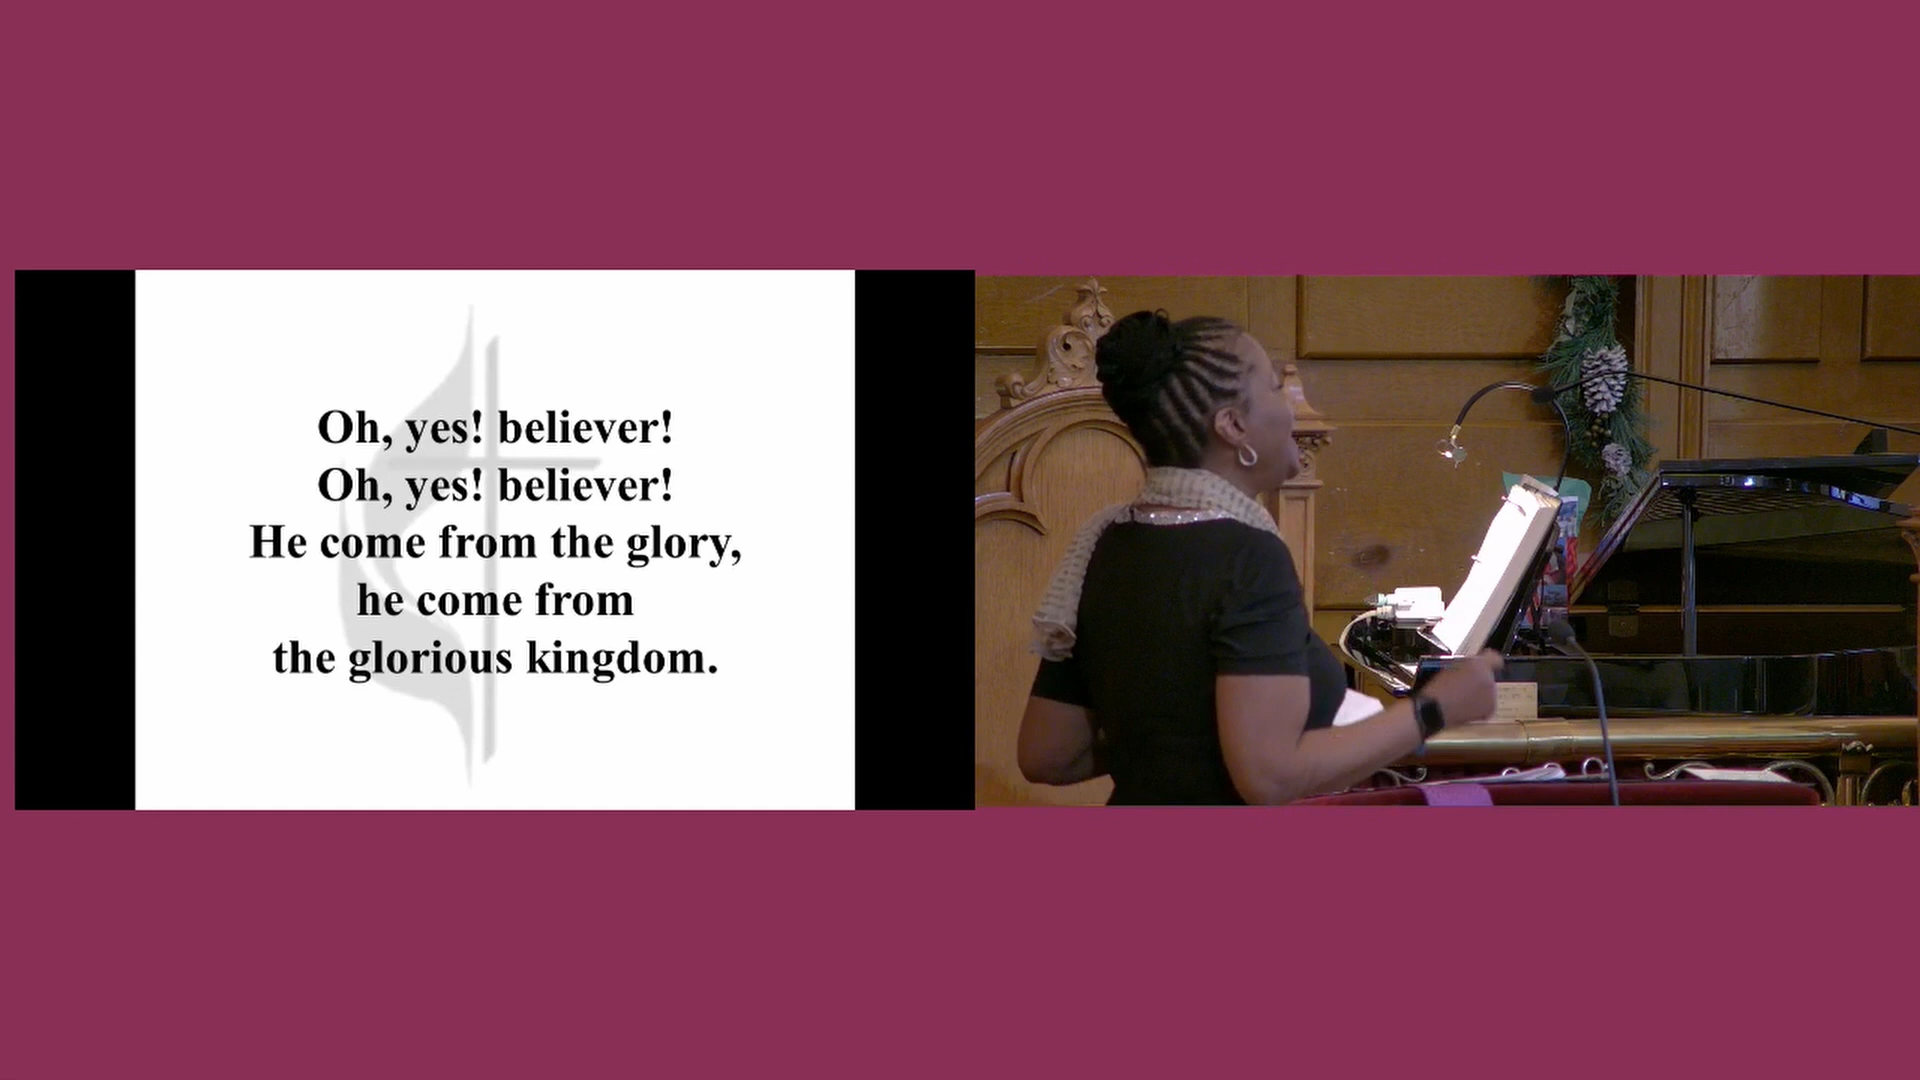 Oh, yes! believer!
Oh, yes! believer!
He come from the glory,
he come from
the glorious kingdom.